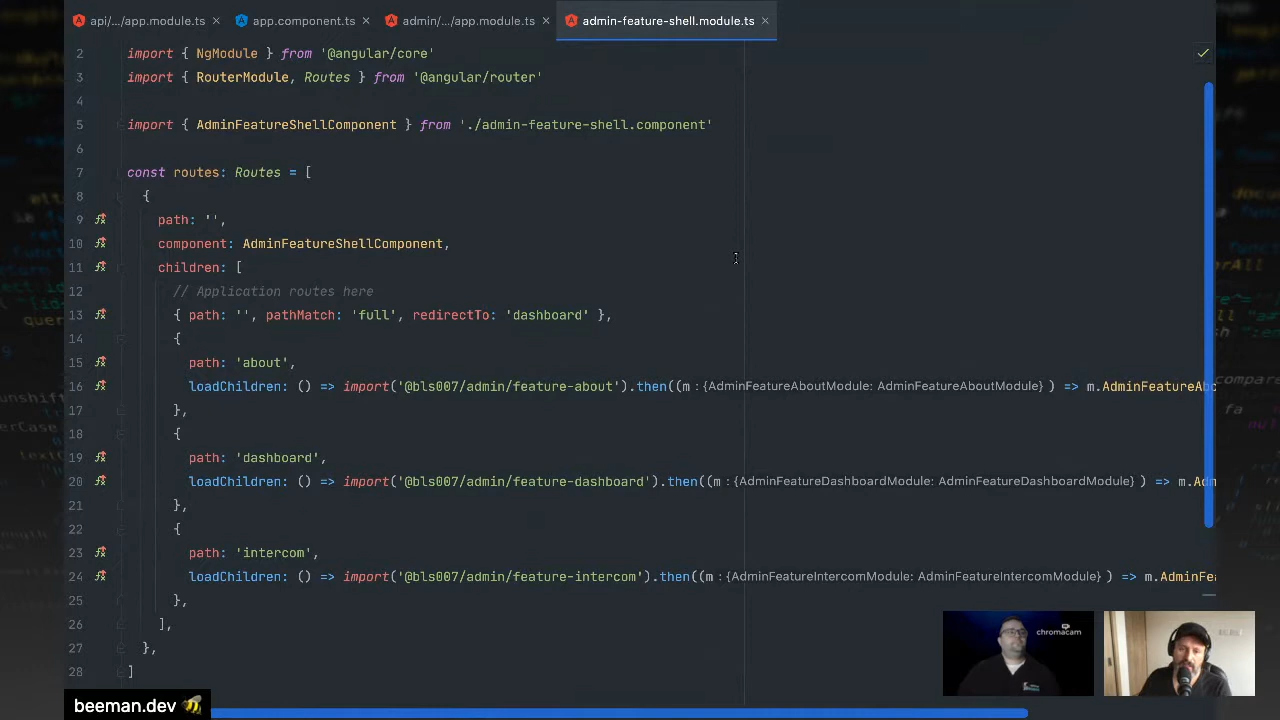 api/.../app.module.ts × app.component.ts × admin/.../app.module.ts × admin-feature-shell.module.ts ×
2 import { NgModule } from '@angular/core'
3 import { RouterModule, Routes } from '@angular/router'
4
5 import { AdminFeatureShellComponent } from './admin-feature-shell.component'
6
7 const routes: Routes = [
8 {
9 path: '',
10 component: AdminFeatureShellComponent,
11 children: [
12 // Application routes here
13 { path: '', pathMatch: 'full', redirectTo: 'dashboard' },
14 {
15 path: 'about',
16 loadChildren: () => import('@bls007/admin/feature-about').then((m : {AdminFeatureAboutModule: AdminFeatureAboutModule} ) => m.AdminFeatureAbo
17 },
18 {
19 path: 'dashboard',
20 loadChildren: () => import('@bls007/admin/feature-dashboard').then((m : {AdminFeatureDashboardModule: AdminFeatureDashboardModule} ) => m.Adm
21 },
22 {
23 path: 'intercom',
24 loadChildren: () => import('@bls007/admin/feature-intercom').then((m : {AdminFeatureIntercomModule: AdminFeatureIntercomModule} ) => m.AdminFea
25 },
26 ],
27 },
28 ]
chromacam
beeman.dev